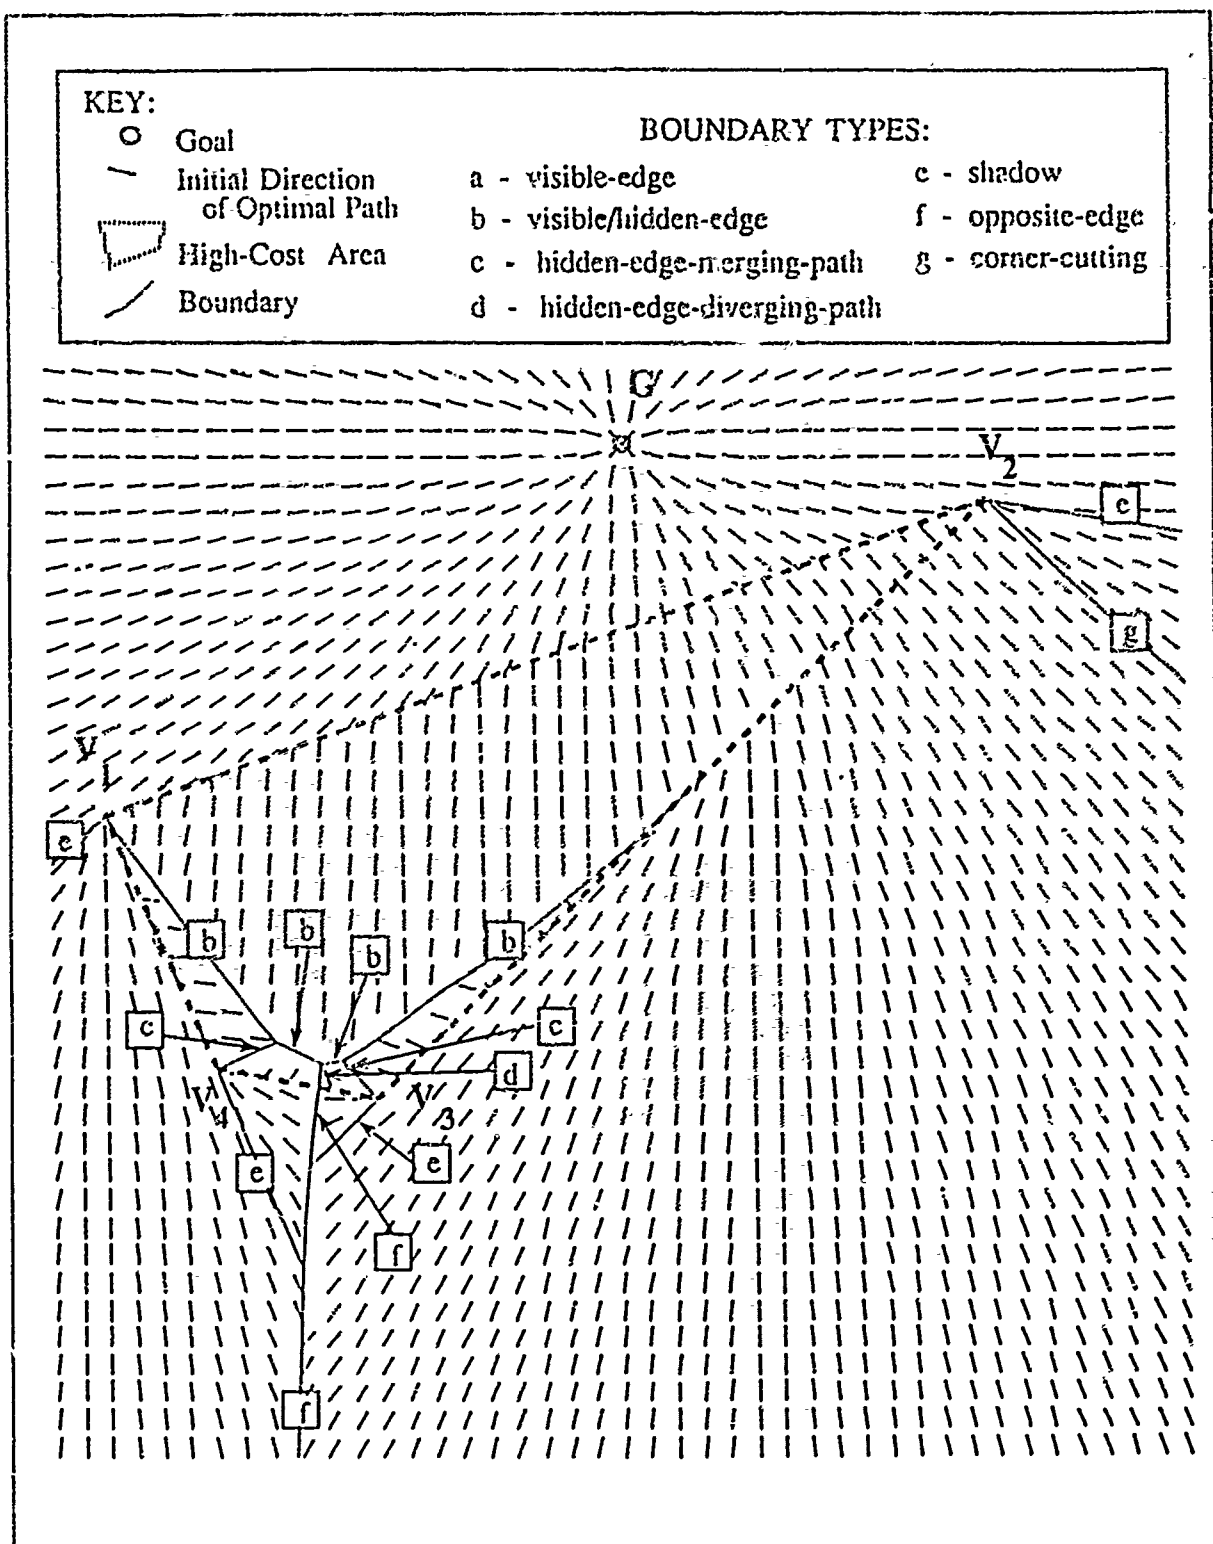 KEY:
Goal
Initial Direction
of Optimal Path
High-Cost Area
Boundary
BOUNDARY TYPES:
a - visible-edge
b - visible/hidden-edge
c - hidden-edge-merging-path
d - hidden-edge-diverging-path
e - shadow
f - opposite-edge
g - corner-cutting
G
V2
e
g
V1
e
b
b
b
b
c
c
d
V4
V3
e
e
f
f